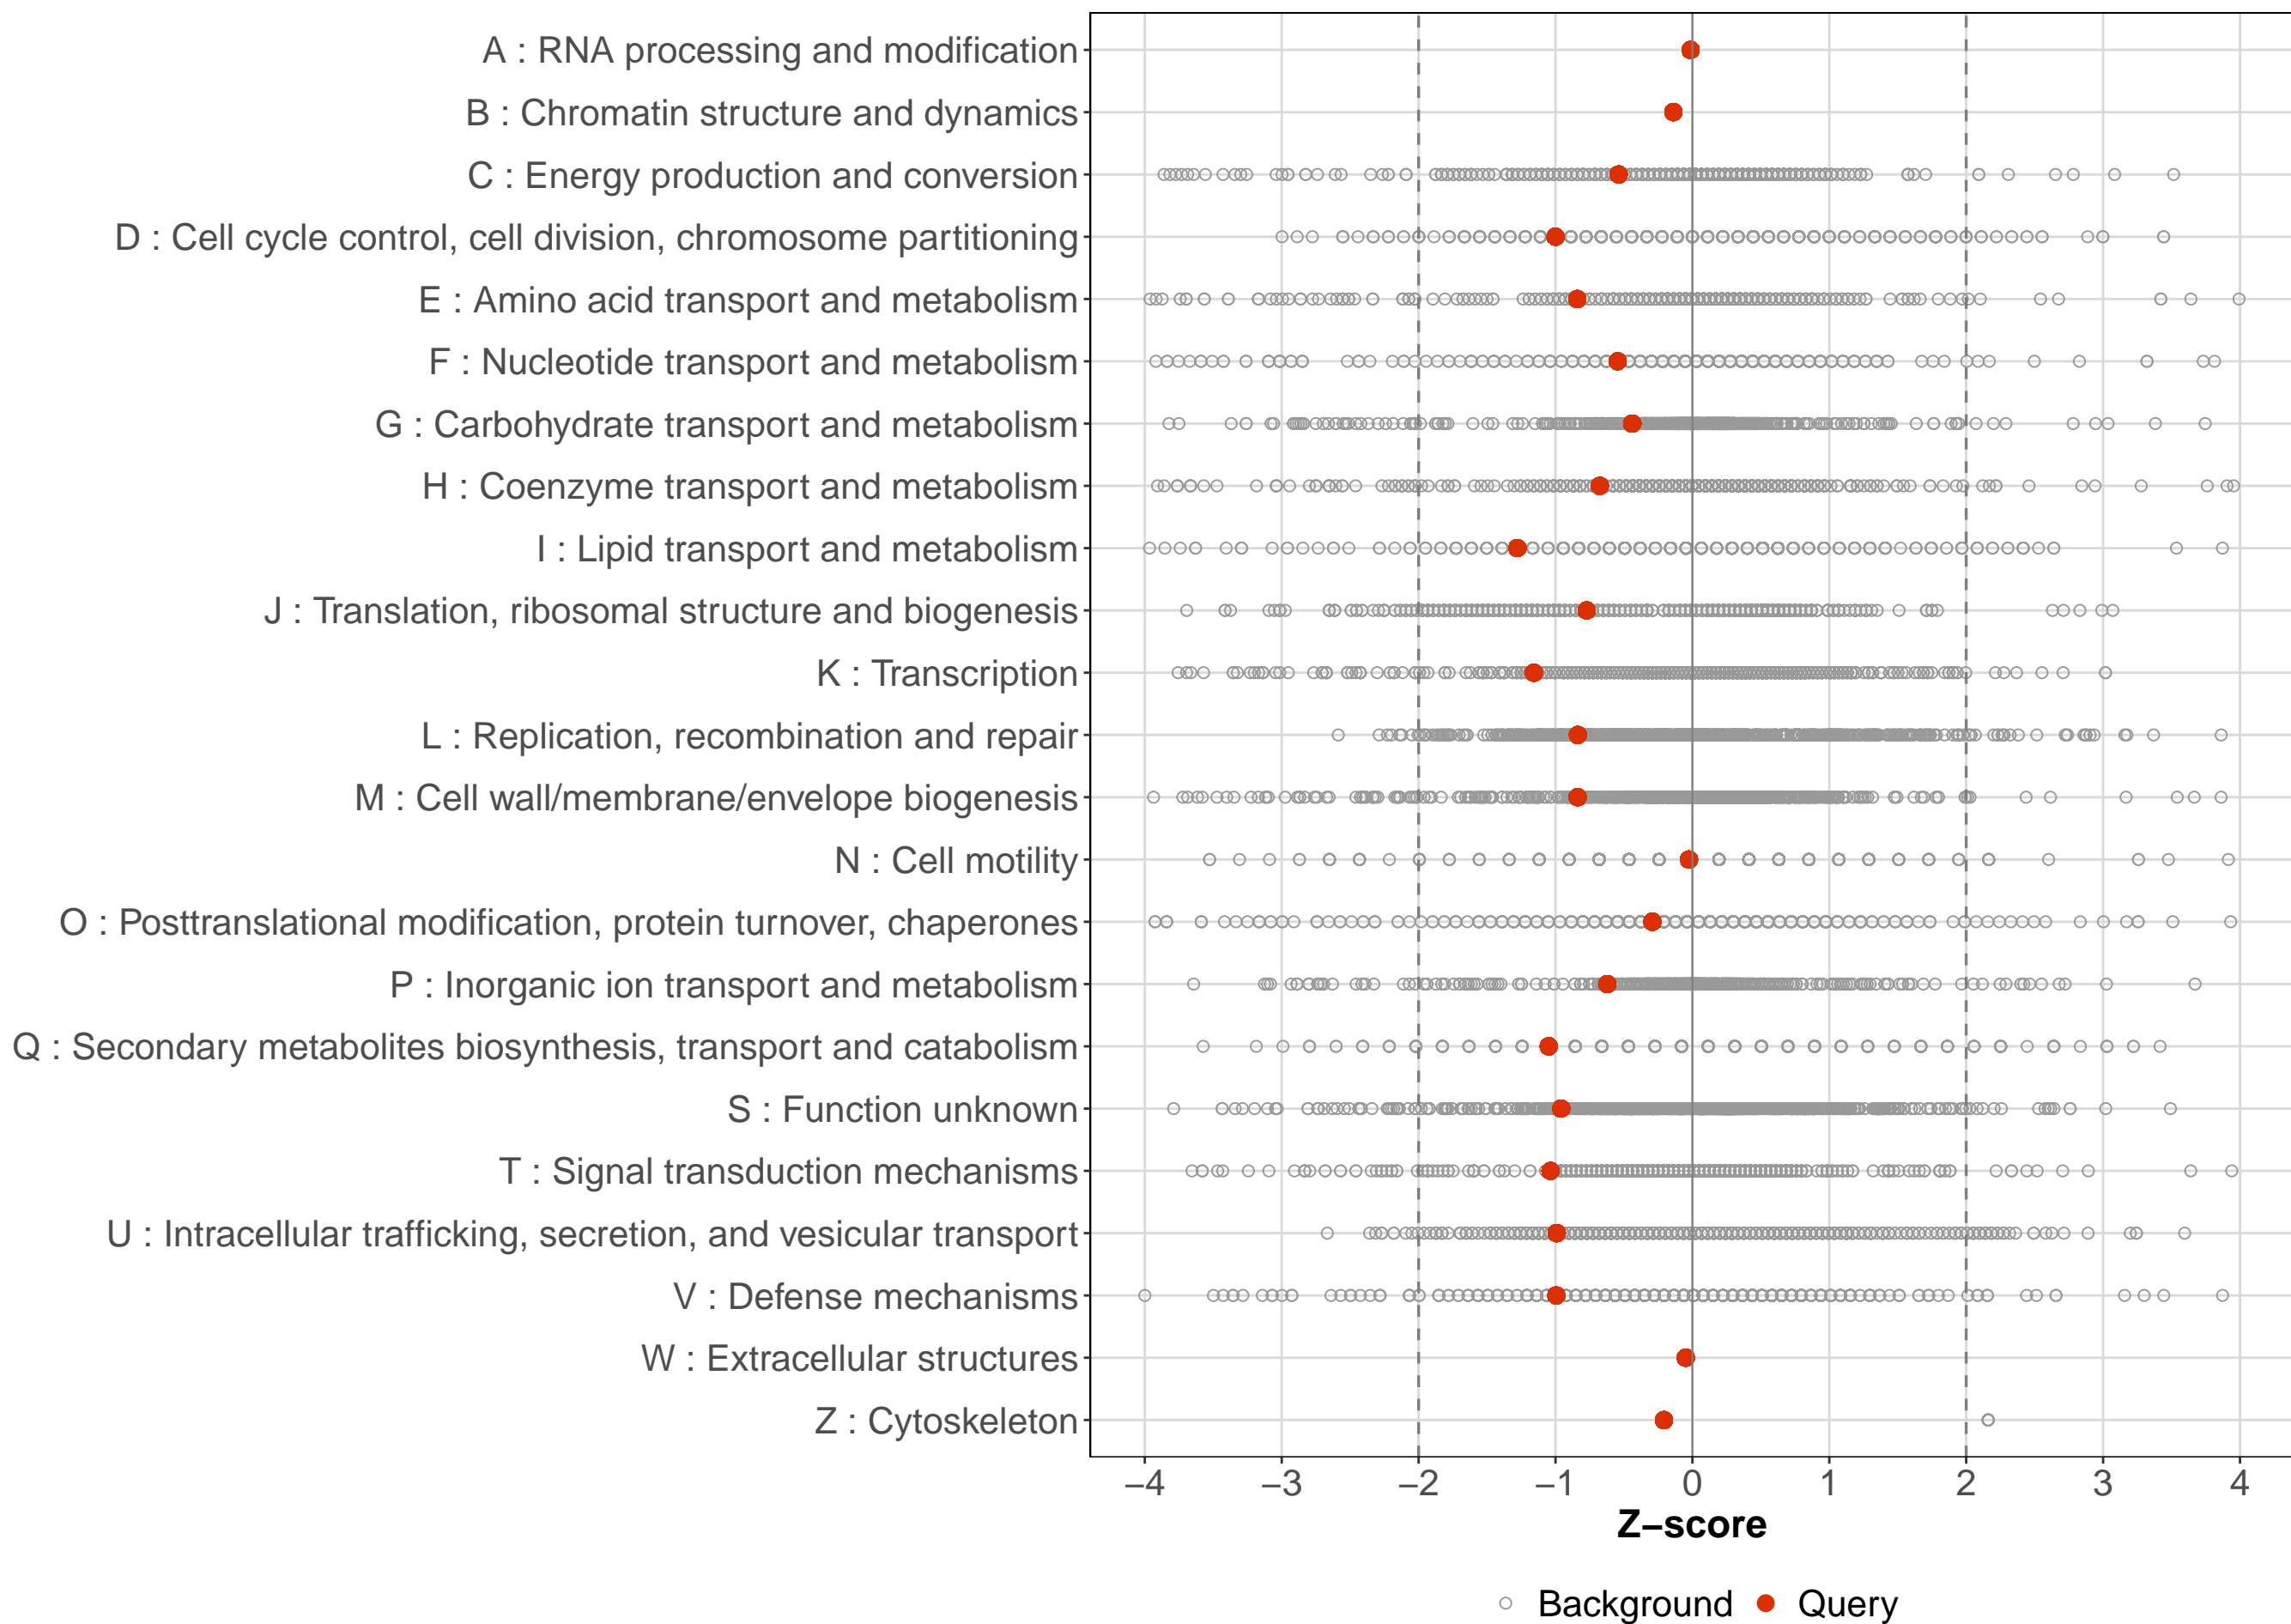 A : RNA processing and modification
B : Chromatin structure and dynamics
C : Energy production and conversion
D : Cell cycle control, cell division, chromosome partitioning
E : Amino acid transport and metabolism
F : Nucleotide transport and metabolism
G : Carbohydrate transport and metabolism
H : Coenzyme transport and metabolism
I : Lipid transport and metabolism
J : Translation, ribosomal structure and biogenesis
K : Transcription
L : Replication, recombination and repair
M : Cell wall/membrane/envelope biogenesis
N : Cell motility
O : Posttranslational modification, protein turnover, chaperones
P : Inorganic ion transport and metabolism
Q : Secondary metabolites biosynthesis, transport and catabolism
S : Function unknown
T : Signal transduction mechanisms
U : Intracellular trafficking, secretion, and vesicular transport
V : Defense mechanisms
W : Extracellular structures
Z : Cytoskeleton
−4 −3 −2 −1 0 1 2 3 4
Z−score
Background Query